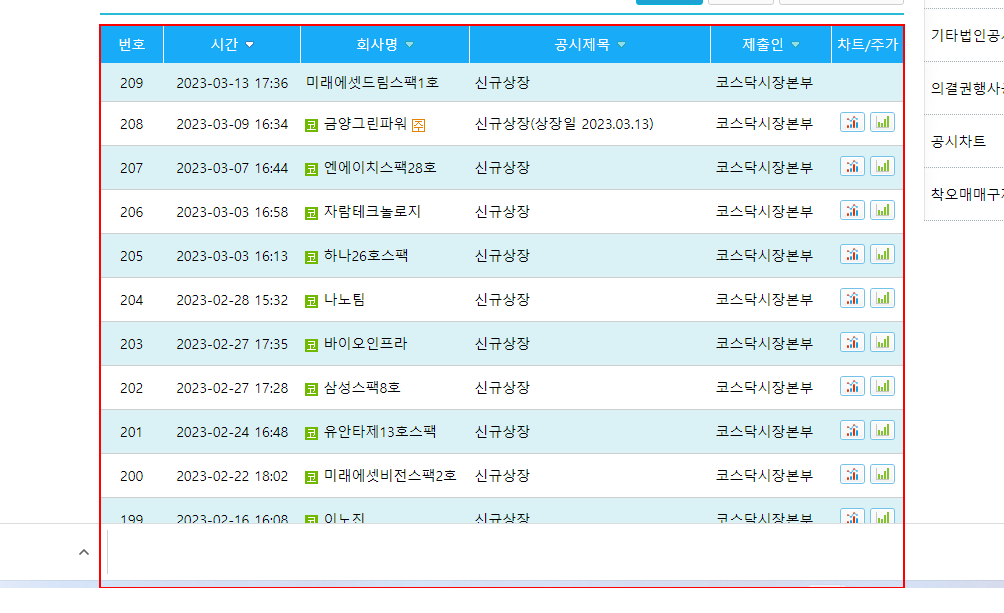 번호 시간 회사명 공시제목 제출인 차트/주가
209 2023-03-13 17:36 미래에셋드림스팩1호 신규상장 코스닥시장본부
208 2023-03-09 16:34 코 금양그린파워 주 신규상장(상장일 2023.03.13) 코스닥시장본부
207 2023-03-07 16:44 코 엔에이치스팩28호 신규상장 코스닥시장본부
206 2023-03-03 16:58 코 자람테크놀로지 신규상장 코스닥시장본부
205 2023-03-03 16:13 코 하나26호스팩 신규상장 코스닥시장본부
204 2023-02-28 15:32 코 나노팀 신규상장 코스닥시장본부
203 2023-02-27 17:35 코 바이오인프라 신규상장 코스닥시장본부
202 2023-02-27 17:28 코 삼성스팩8호 신규상장 코스닥시장본부
201 2023-02-24 16:48 코 유안타제13호스팩 신규상장 코스닥시장본부
200 2023-02-22 18:02 코 미래에셋비전스팩2호 신규상장 코스닥시장본부
199 2023-02-16 16:08 코 이노진 신규상장 코스닥시장본부
기타법인공시
의결권행사공
공시차트
착오매매구제